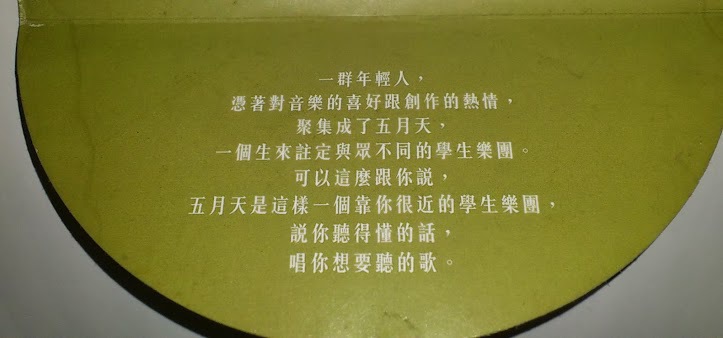 一群年輕人，
憑著對音樂的喜好跟創作的熱情，
聚集成了五月天，
一個生來註定與眾不同的學生樂團。
可以這麼跟你説，
五月天是這樣一個靠你很近的學生樂團，
説你聽得懂的話，
唱你想要聽的歌。